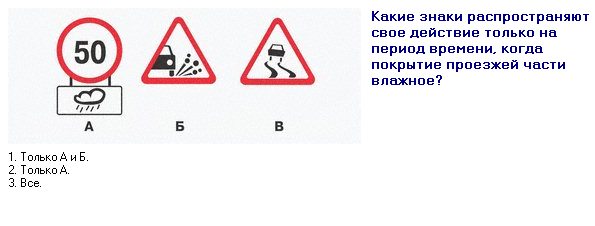 50
А Б В
Какие знаки распространяют
свое действие только на
период времени, когда
покрытие проезжей части
влажное?
1. Только А и Б.
2. Только А.
3. Все.